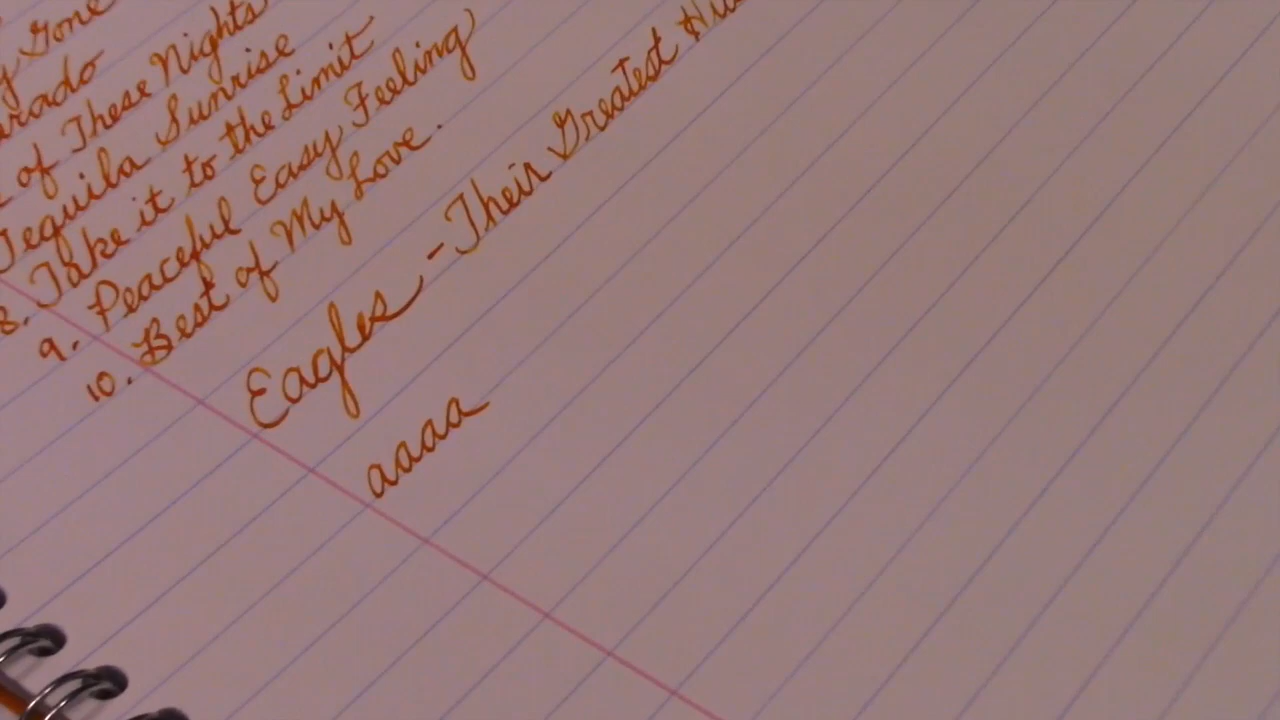 Gone
of These Nights
Tequila Sunrise
8. Take it to the Limit
9. Peaceful Easy Feeling
10. Best of My Love.
Eagles - Their Greatest
aaaa